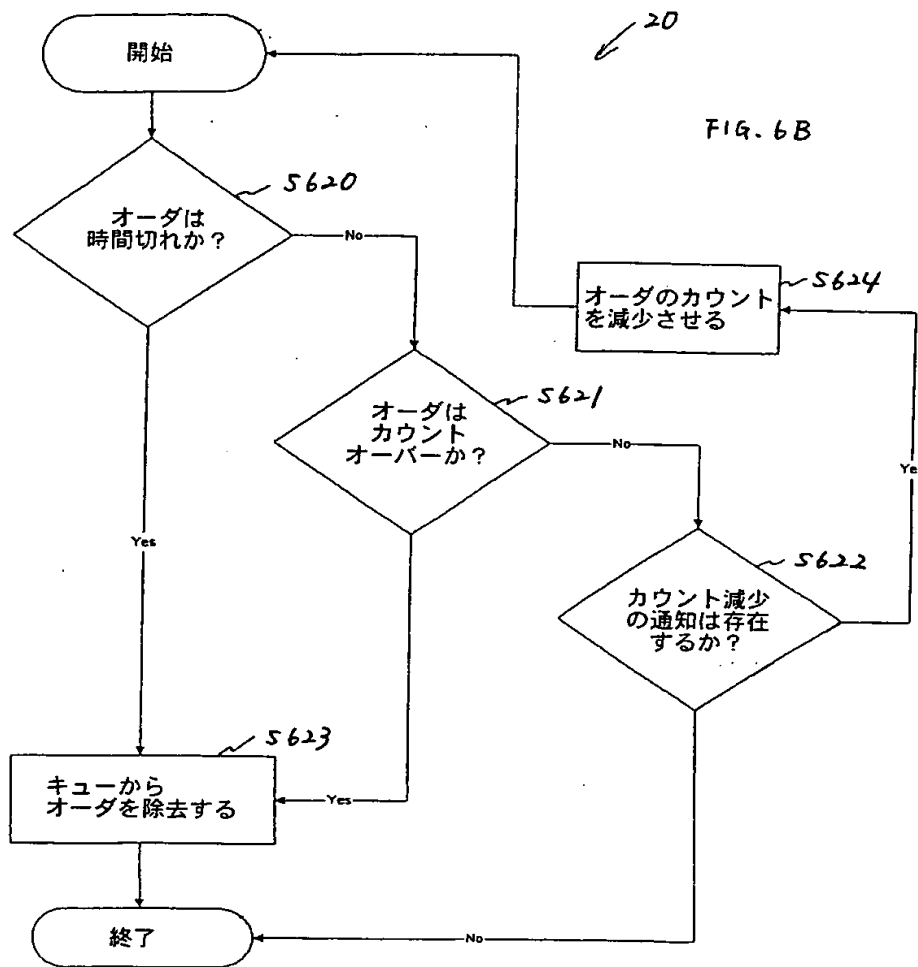 20
開始
FIG. 6B
S620
オーダは
時間切れか?
No
S624
オーダのカウント
を減少させる
S621
オーダは
カウント
オーバーか?
No
Ye
Yes
S622
カウント減少
の通知は存在
するか?
S623
キューから
オーダを除去する
Yes
終了
No